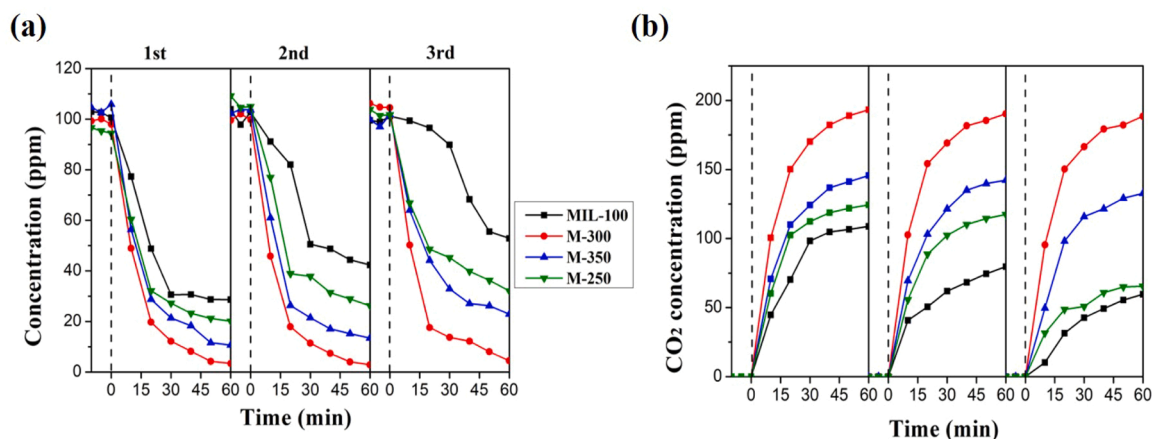 (a)
1st 2nd 3rd
120
100
80
60
40
20
0
Concentration (ppm)
0 15 30 45 60 0 15 30 45 60 0 15 30 45 60
Time (min)
MIL-100
M-300
M-350
M-250
(b)
200
150
100
50
0
CO₂ concentration (ppm)
0 15 30 45 60 0 15 30 45 60 0 15 30 45 60
Time (min)